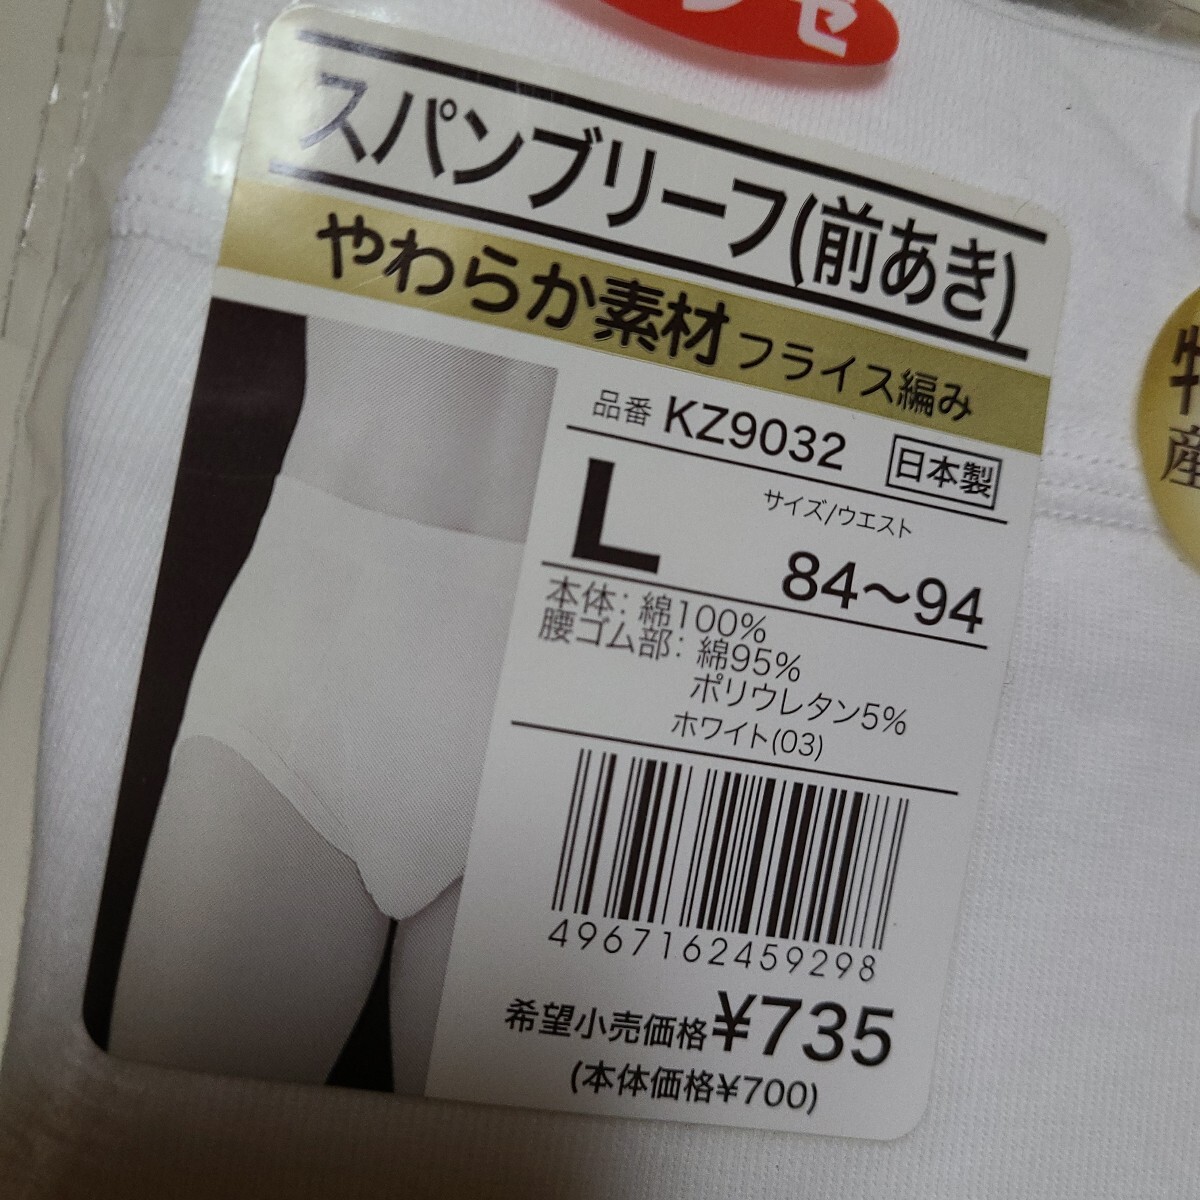 ゼ
スパンブリーフ(前あき)
やわらか素材 フライス編み
品番 KZ9032 日本製
サイズ/ウエスト
L 84〜94
本体: 綿100%
腰ゴム部: 綿95%
ポリウレタン5%
ホワイト(03)
4967162459298
希望小売価格¥735
(本体価格¥700)
産